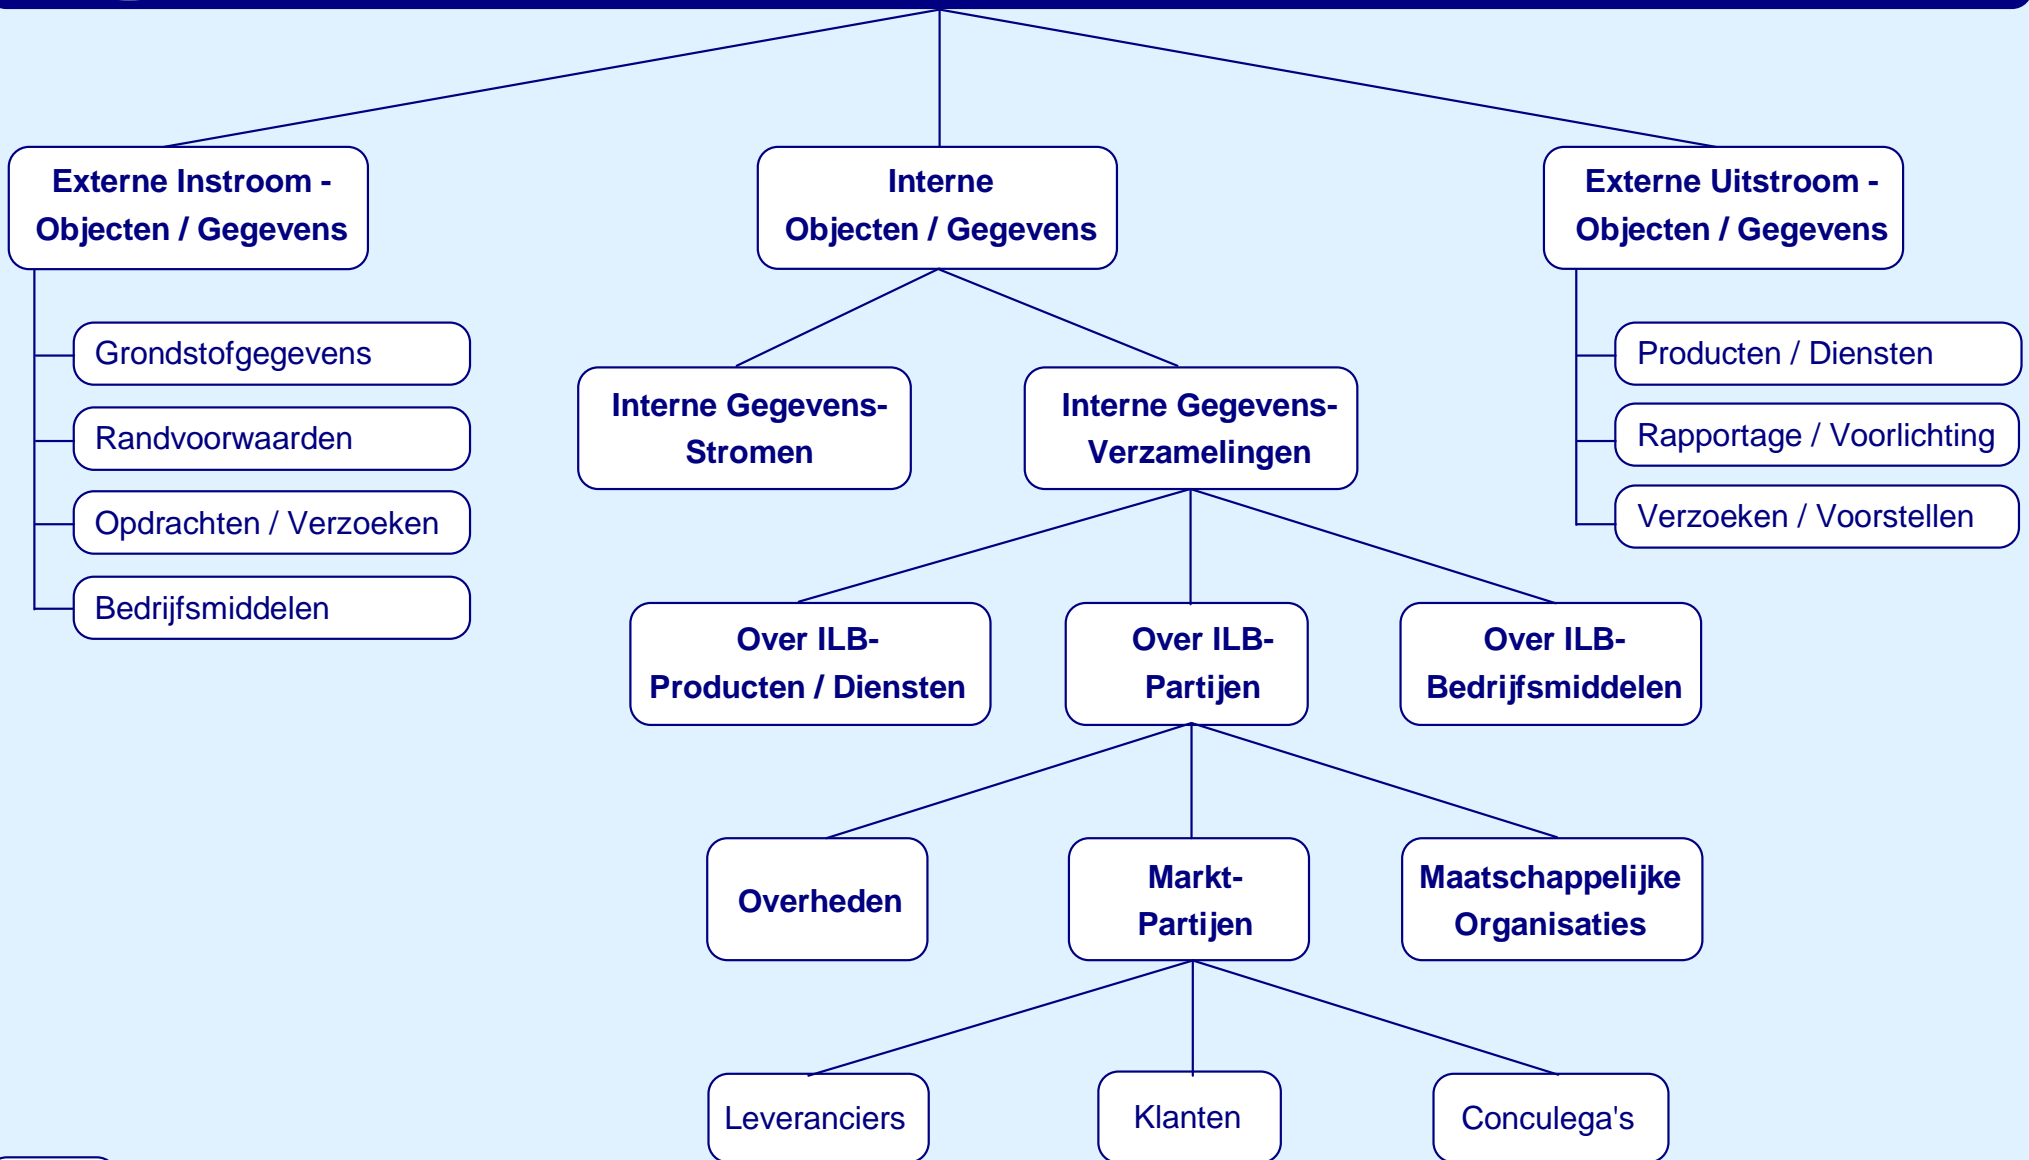 Externe Instroom -
Objecten / Gegevens
Grondstofgegevens
Randvoorwaarden
Opdrachten / Verzoeken
Bedrijfsmiddelen
Interne
Objecten / Gegevens
Interne Gegevens-
Stromen
Interne Gegevens-
Verzamelingen
Over ILB-
Producten / Diensten
Over ILB-
Partijen
Over ILB-
Bedrijfsmiddelen
Overheden
Markt-
Partijen
Maatschappelijke
Organisaties
Leveranciers
Klanten
Conculega's
Externe Uitstroom -
Objecten / Gegevens
Producten / Diensten
Rapportage / Voorlichting
Verzoeken / Voorstellen